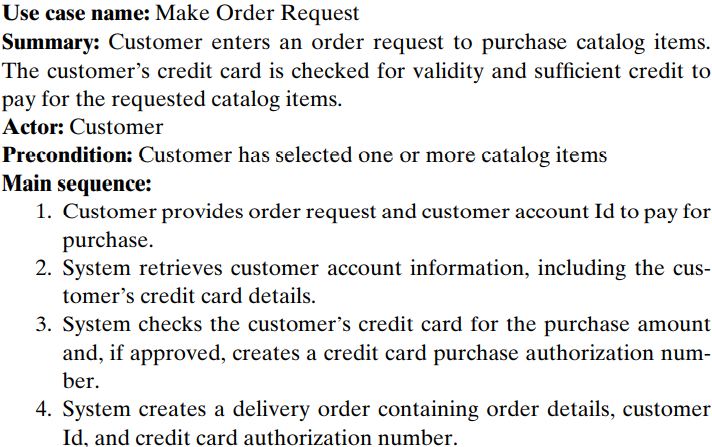 Use case name: Make Order Request
Summary: Customer enters an order request to purchase catalog items.
The customer’s credit card is checked for validity and sufficient credit to
pay for the requested catalog items.
Actor: Customer
Precondition: Customer has selected one or more catalog items
Main sequence:
1. Customer provides order request and customer account Id to pay for
purchase.
2. System retrieves customer account information, including the cus-
tomer’s credit card details.
3. System checks the customer’s credit card for the purchase amount
and, if approved, creates a credit card purchase authorization num-
ber.
4. System creates a delivery order containing order details, customer
Id, and credit card authorization number.